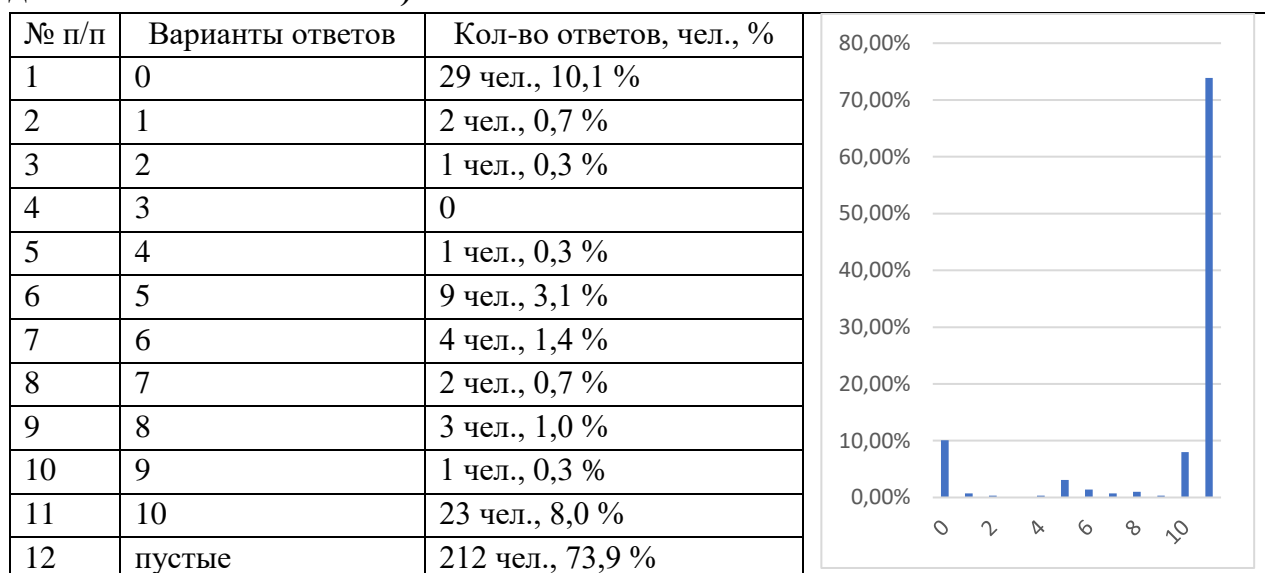 № п/п Варианты ответов Кол-во ответов, чел., %
1 0 29 чел., 10,1 %
2 1 2 чел., 0,7 %
3 2 1 чел., 0,3 %
4 3 0
5 4 1 чел., 0,3 %
6 5 9 чел., 3,1 %
7 6 4 чел., 1,4 %
8 7 2 чел., 0,7 %
9 8 3 чел., 1,0 %
10 9 1 чел., 0,3 %
11 10 23 чел., 8,0 %
12 пустые 212 чел., 73,9 %
80,00%
70,00%
60,00%
50,00%
40,00%
30,00%
20,00%
10,00%
0,00%
0 2 4 6 8 10